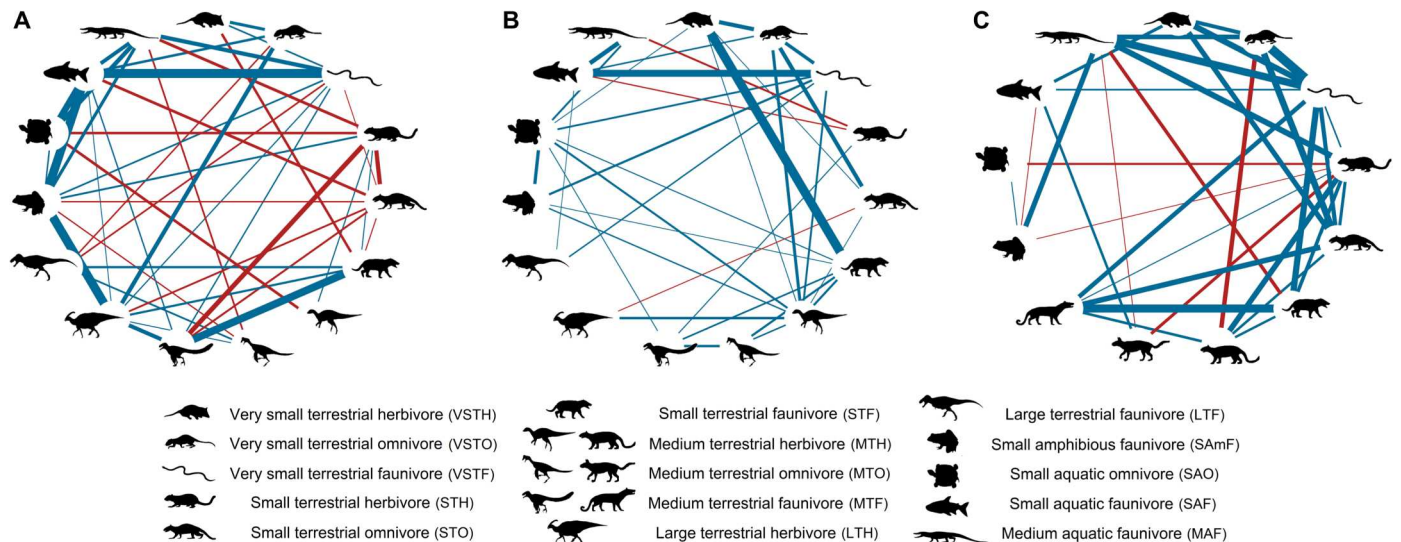 A
B
C
Very small terrestrial herbivore (VSTH)
Very small terrestrial omnivore (VSTO)
Very small terrestrial faunivore (VSTF)
Small terrestrial herbivore (STH)
Small terrestrial omnivore (STO)
Small terrestrial faunivore (STF)
Medium terrestrial herbivore (MTH)
Medium terrestrial omnivore (MTO)
Medium terrestrial faunivore (MTF)
Large terrestrial herbivore (LTH)
Large terrestrial faunivore (LTF)
Small amphibious faunivore (SAmF)
Small aquatic omnivore (SAO)
Small aquatic faunivore (SAF)
Medium aquatic faunivore (MAF)